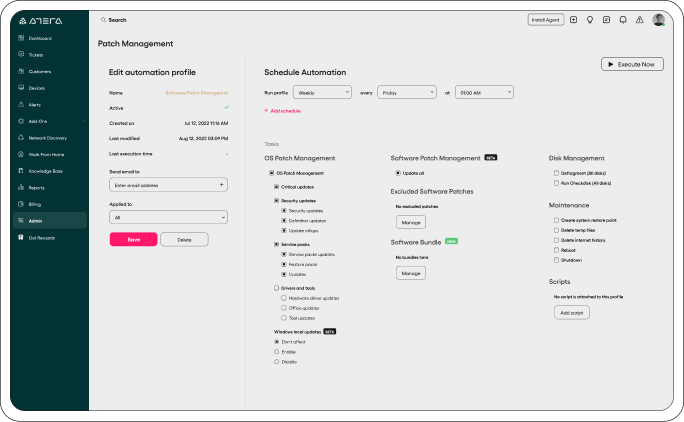 ATERA
Search
Install Agent
Dashboard
Tickets
Customers
Devices
Alerts
Add-Ons
Network Discovery
Work From Home
Knowledge Base
Reports
Billing
Admin
Get Rewards
Patch Management
Execute Now
Edit automation profile
Name Software Patch Management
Active
Created on Jul 12, 2022 11:16 AM
Last modified Aug 12, 2022 03:09 PM
Last execution time -
Send email to
Enter email address +
Applied to
All
Save Delete
Schedule Automation
Run profile Weekly every Friday at 01:00 AM
+ Add schedule
Tasks
OS Patch Management
OS Patch Management
Critical updates
Security updates
Security updates
Definition updates
Update rollups
Service packs
Service packs updates
Feature packs
Updates
Drivers and tools
Hardware driver updates
Office updates
Tool updates
Windows local updates BETA
Don't affect
Enable
Disable
Software Patch Management BETA
Update all
Excluded Software Patches
No excluded patches
Manage
Software Bundle NEW
No bundles here
Manage
Disk Management
Defragment (All disks)
Run Checkdisk (All disks)
Maintenance
Create system restore point
Delete temp files
Delete internet history
Reboot
Shutdown
Scripts
No script is attached to this profile
Add script